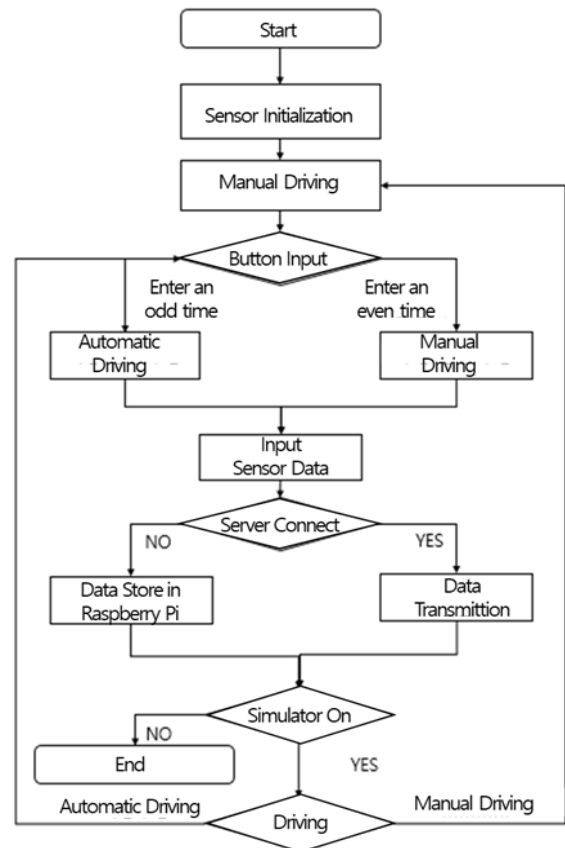 Start
Sensor Initialization
Manual Driving
Button Input
Enter an
odd time
Enter an
even time
Automatic
Driving
Manual
Driving
Input
Sensor Data
Server Connect
NO
YES
Data Store in
Raspberry Pi
Data
Transmittion
Simulator On
NO
End
YES
Automatic Driving
Manual Driving
Driving